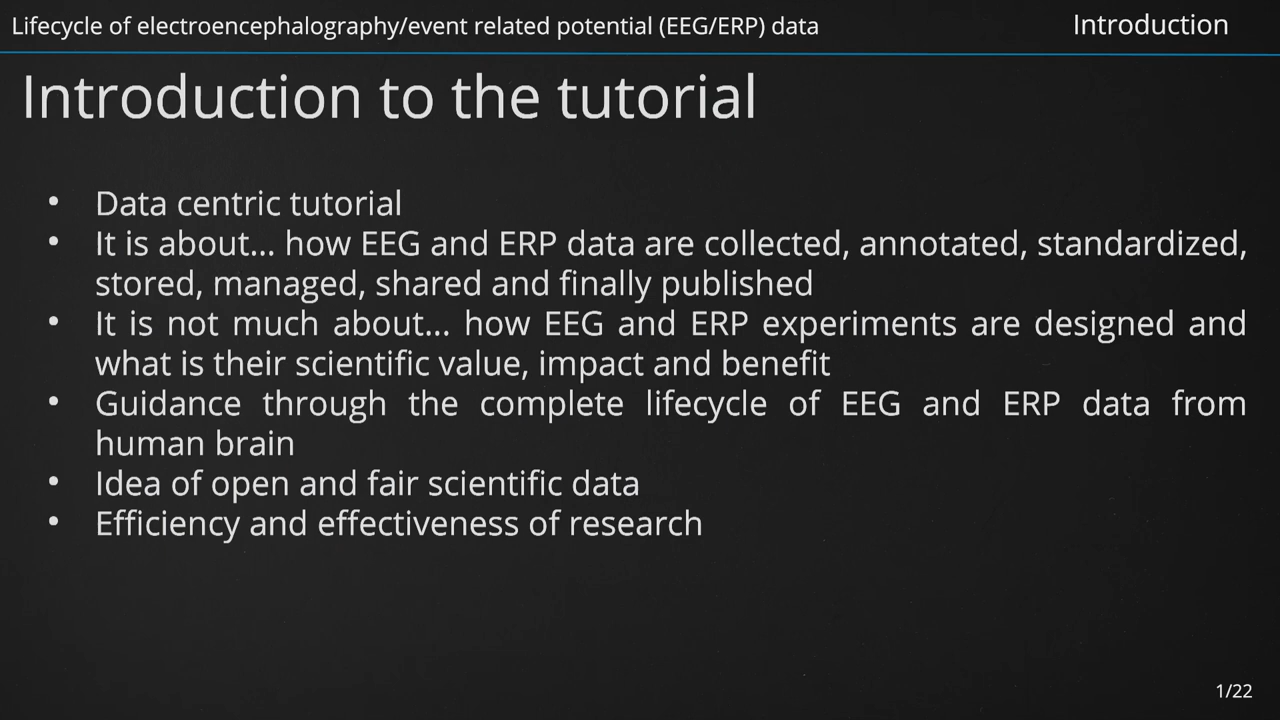 Lifecycle of electroencephalography/event related potential (EEG/ERP) data
Introduction
Introduction to the tutorial
• Data centric tutorial
• It is about... how EEG and ERP data are collected, annotated, standardized,
stored, managed, shared and finally published
• It is not much about... how EEG and ERP experiments are designed and
what is their scientific value, impact and benefit
• Guidance through the complete lifecycle of EEG and ERP data from
human brain
• Idea of open and fair scientific data
• Efficiency and effectiveness of research
1/22